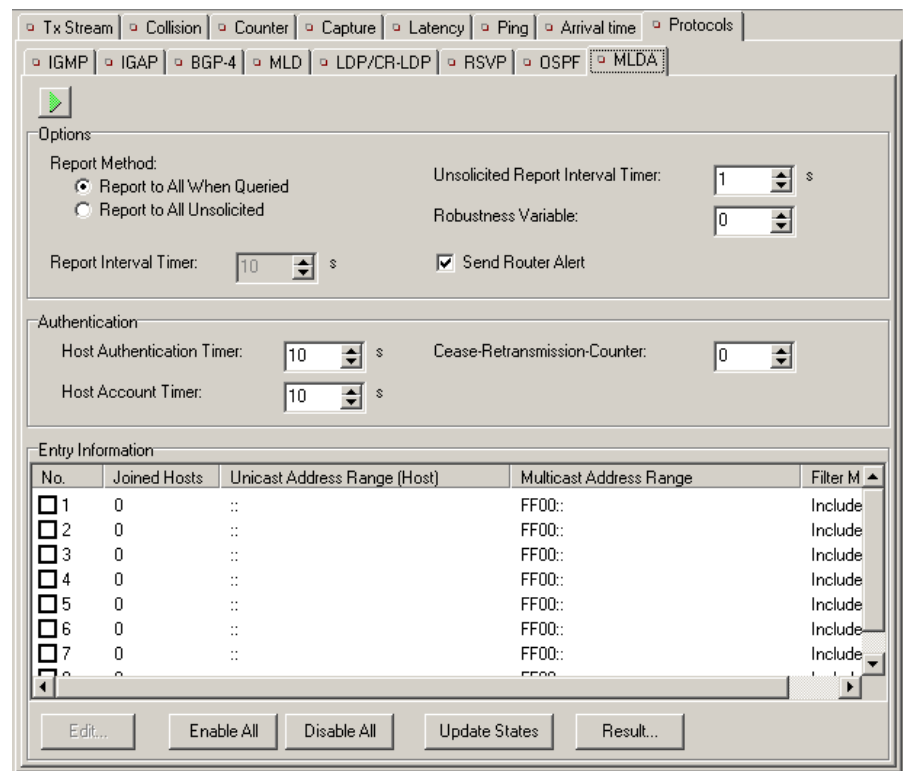 Tx Stream Collision Counter Capture Latency Ping Arrival time Protocols
IGMP IGAP BGP-4 MLD LDP/CR-LDP RSVP OSPF MLDA
Options
Report Method:
Report to All When Queried
Report to All Unsolicited
Unsolicited Report Interval Timer: 1 s
Robustness Variable: 0
Report Interval Timer: 10 s
Send Router Alert
Authentication
Host Authentication Timer: 10 s
Cease-Retransmission-Counter: 0
Host Account Timer: 10 s
Entry Information
No. Joined Hosts Unicast Address Range (Host) Multicast Address Range Filter M
1 0 :: FF00:: Include
2 0 :: FF00:: Include
3 0 :: FF00:: Include
4 0 :: FF00:: Include
5 0 :: FF00:: Include
6 0 :: FF00:: Include
7 0 :: FF00:: Include
Edit... Enable All Disable All Update States Result...